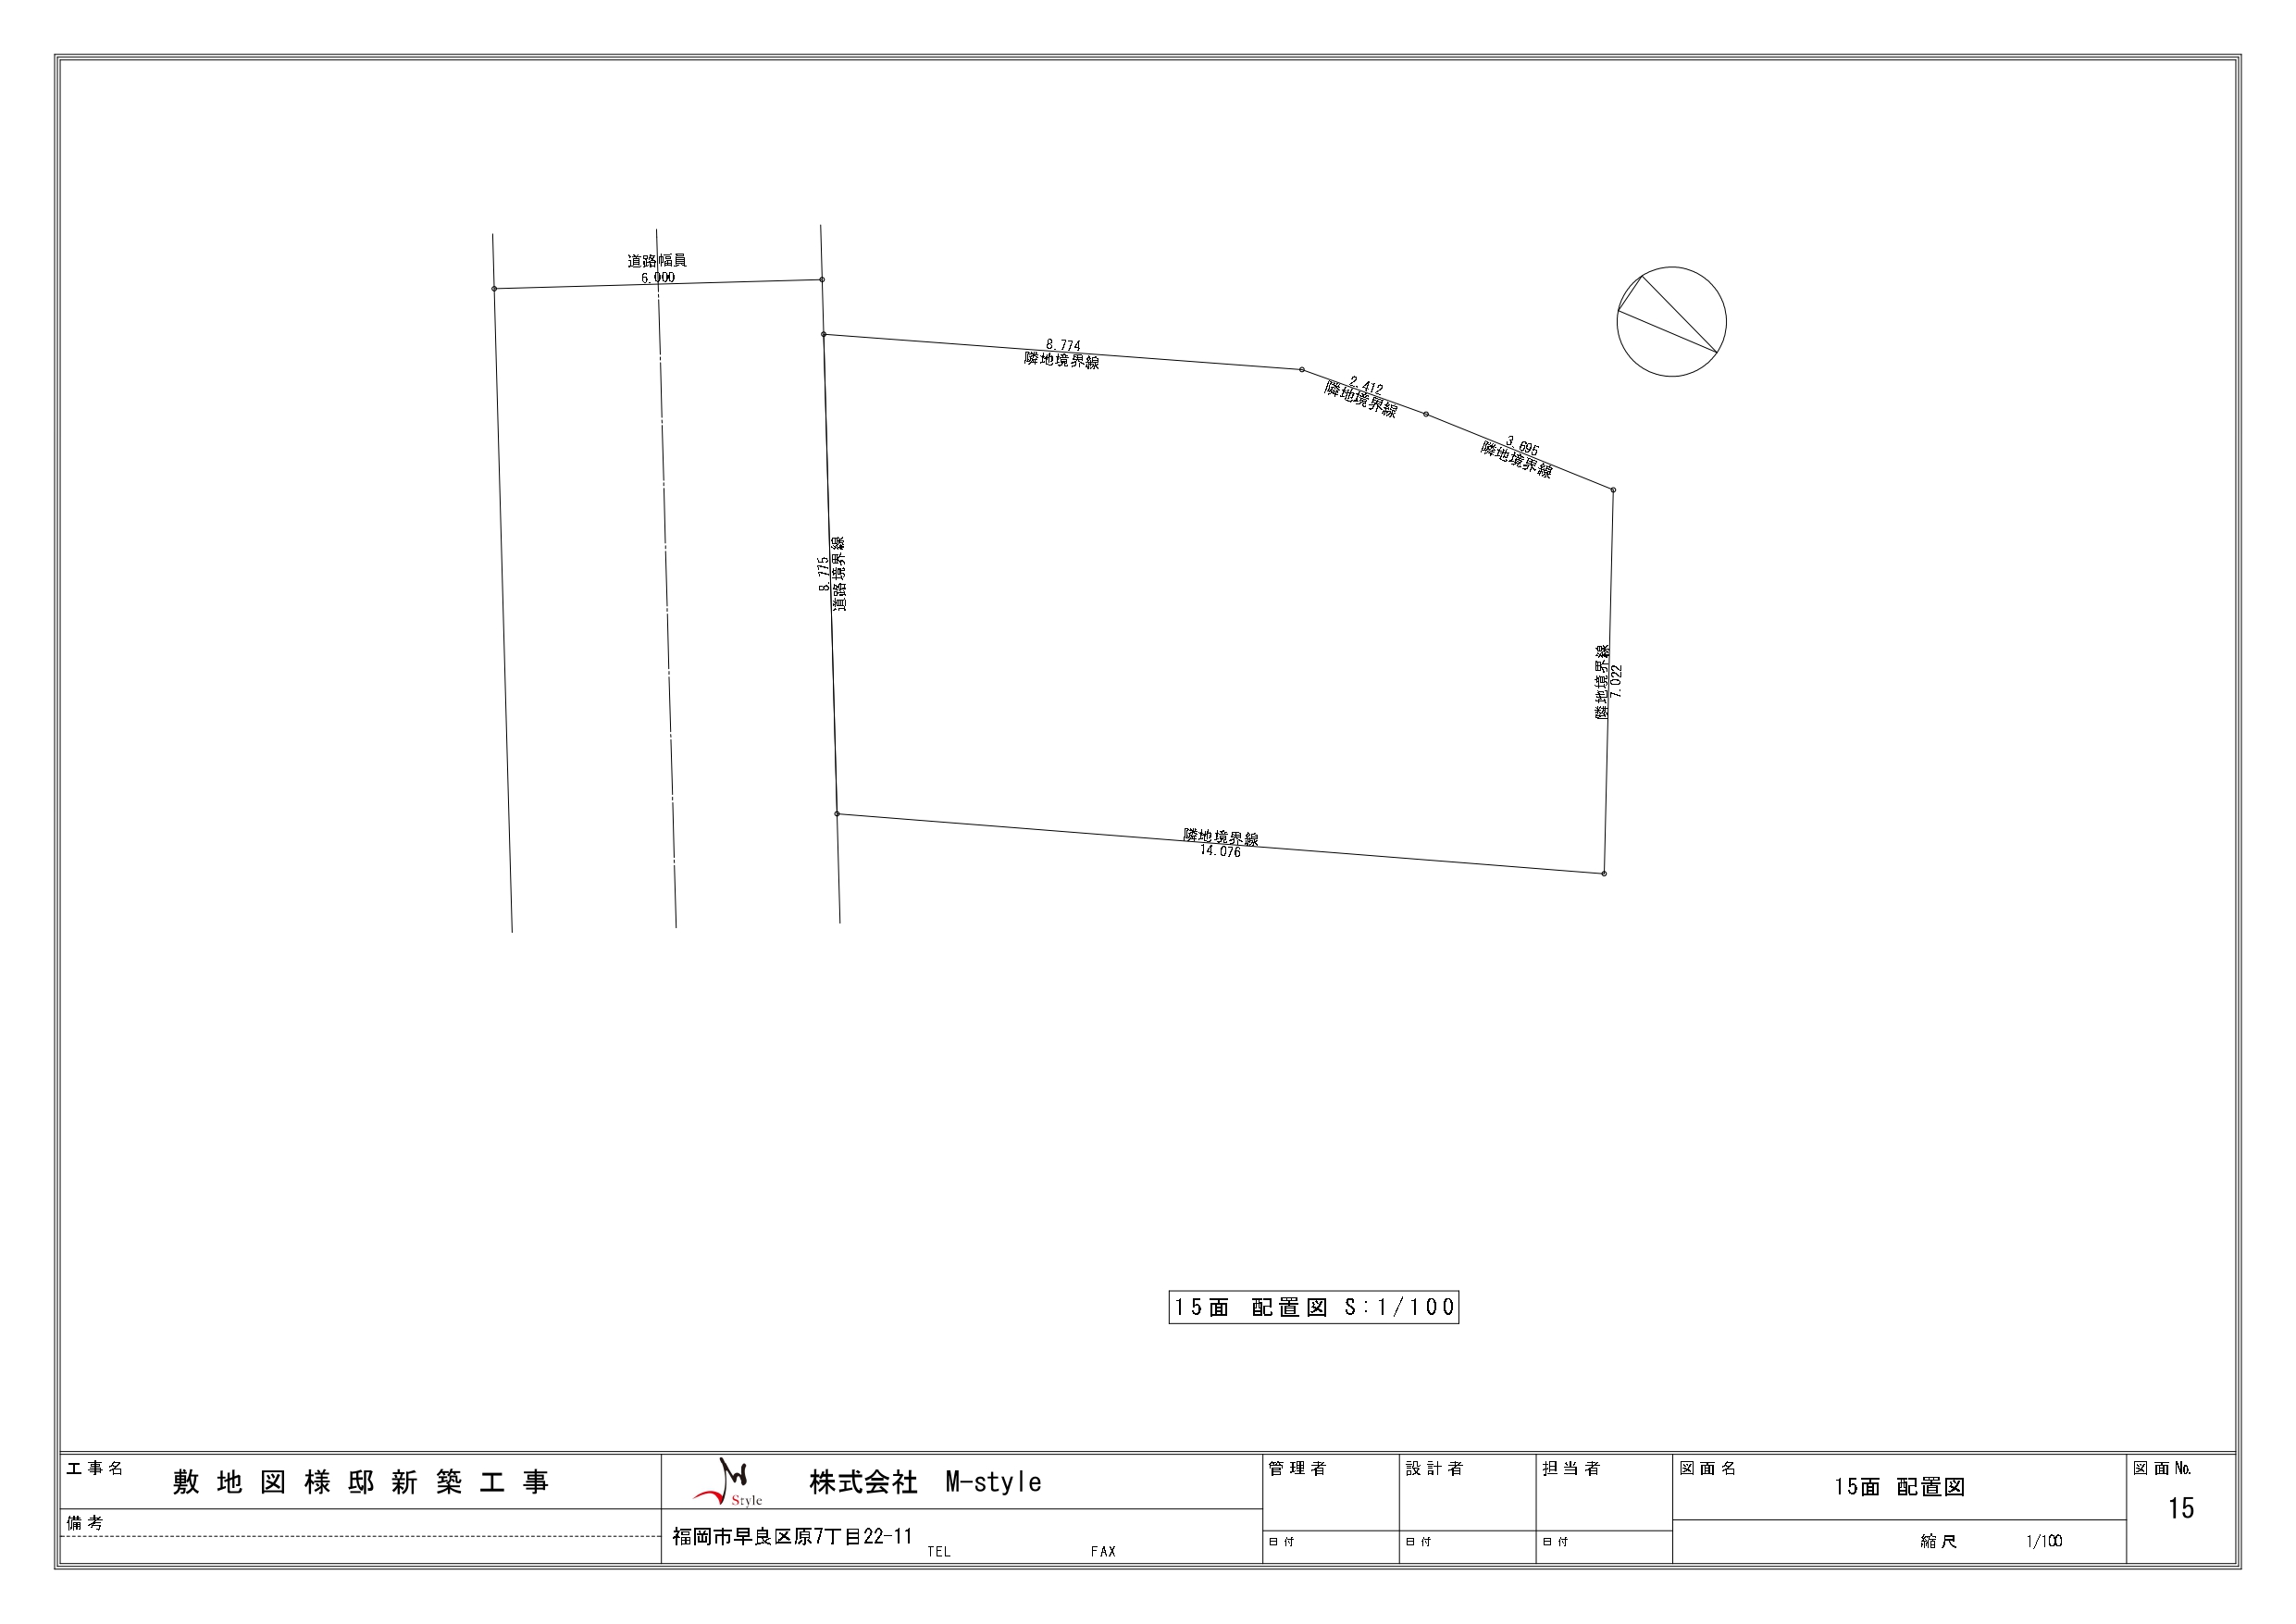 道路幅員
6.000
8.774
隣地境界線
2.412
隣地境界線
3.695
隣地境界線
8.775
道路境界線
隣地境界線
7.022
隣地境界線
14.076
15面 配置図 S:1/100
工事名
敷地図様邸新築工事
備考
Style
株式会社 M-style
福岡市早良区原7丁目22-11
TEL
FAX
管理者
日付
設計者
日付
担当者
日付
図面名
15面 配置図
縮尺 1/100
図面№
15